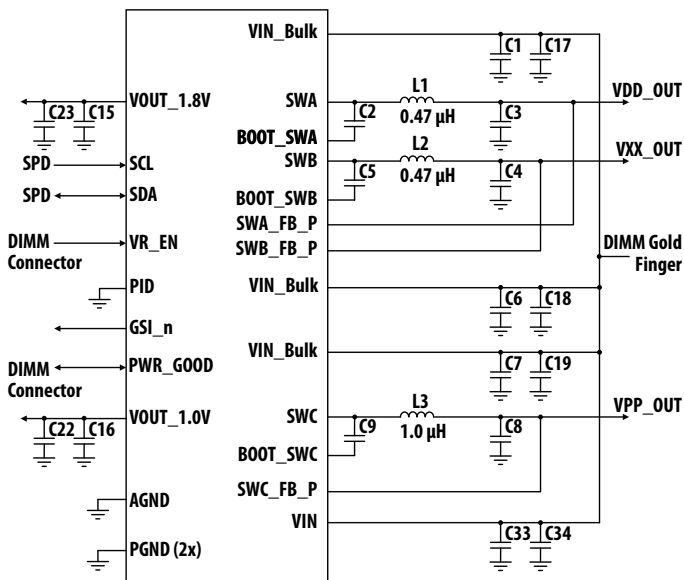 VIN_Bulk
C1
C17
VOUT_1.8V
C23
C15
SWA
L1
0.47 µH
C2
C3
VDD_OUT
BOOT_SWA
SPD
SCL
SWB
L2
0.47 µH
C5
C4
VXX_OUT
SPD
SDA
BOOT_SWB
SWA_FB_P
DIMM
Connector
VR_EN
SWB_FB_P
DIMM Gold
Finger
PID
VIN_Bulk
C6
C18
GSI_n
VIN_Bulk
C7
C19
DIMM
Connector
PWR_GOOD
VOUT_1.0V
C22
C16
SWC
L3
1.0 µH
C9
C8
VPP_OUT
BOOT_SWC
SWC_FB_P
AGND
VIN
C33
C34
PGND (2x)